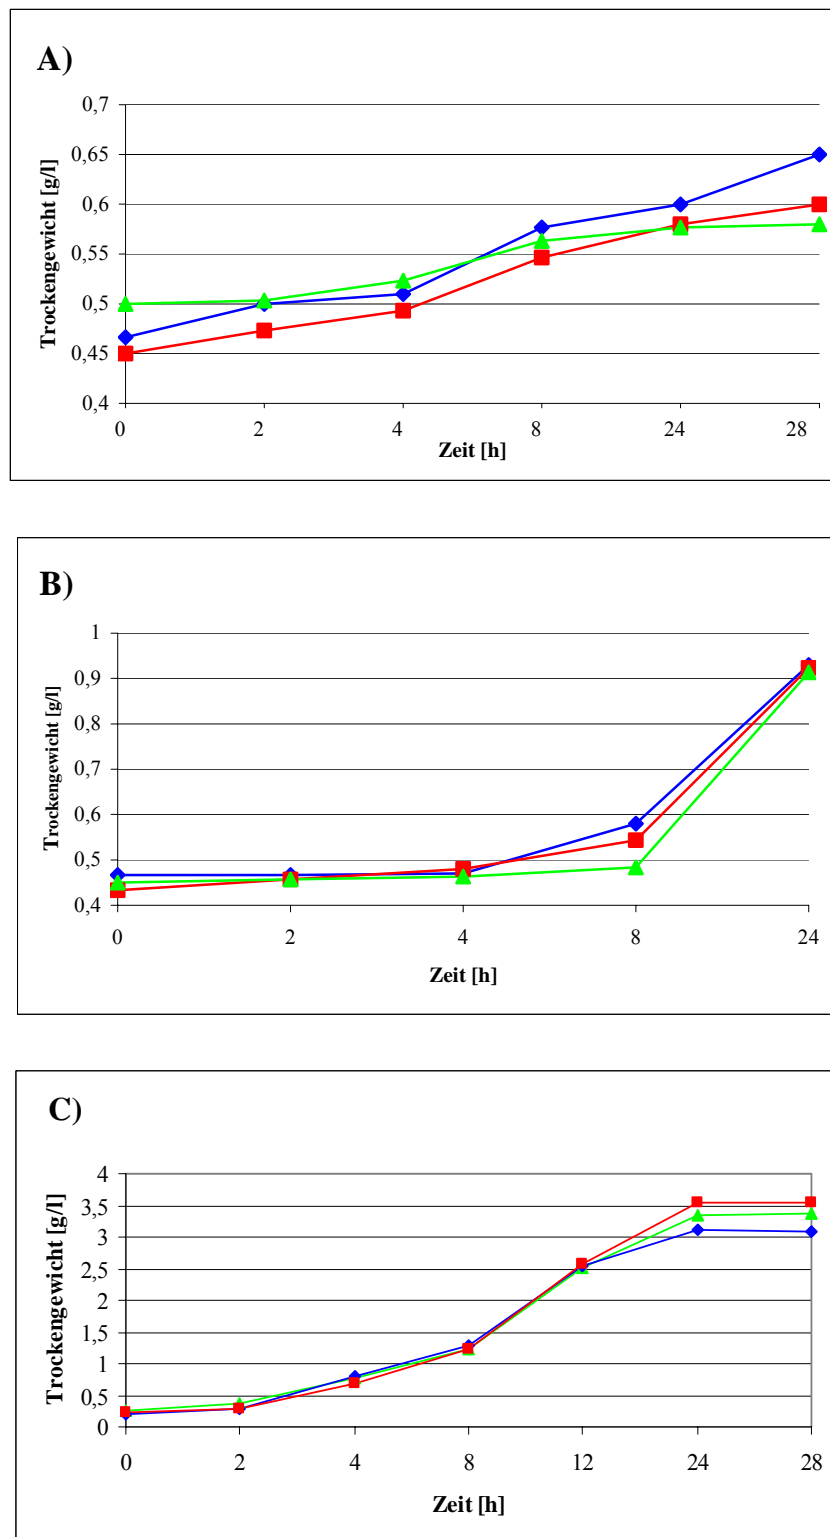 A)
Trockengewicht [g/l]
0,7
0,65
0,6
0,55
0,5
0,45
0,4
0 2 4 8 24 28
Zeit [h]
B)
Trockengewicht [g/l]
1
0,9
0,8
0,7
0,6
0,5
0,4
0 2 4 8 24
Zeit [h]
C)
Trockengewicht [g/l]
4
3,5
3
2,5
2
1,5
1
0,5
0
0 2 4 8 12 24 28
Zeit [h]